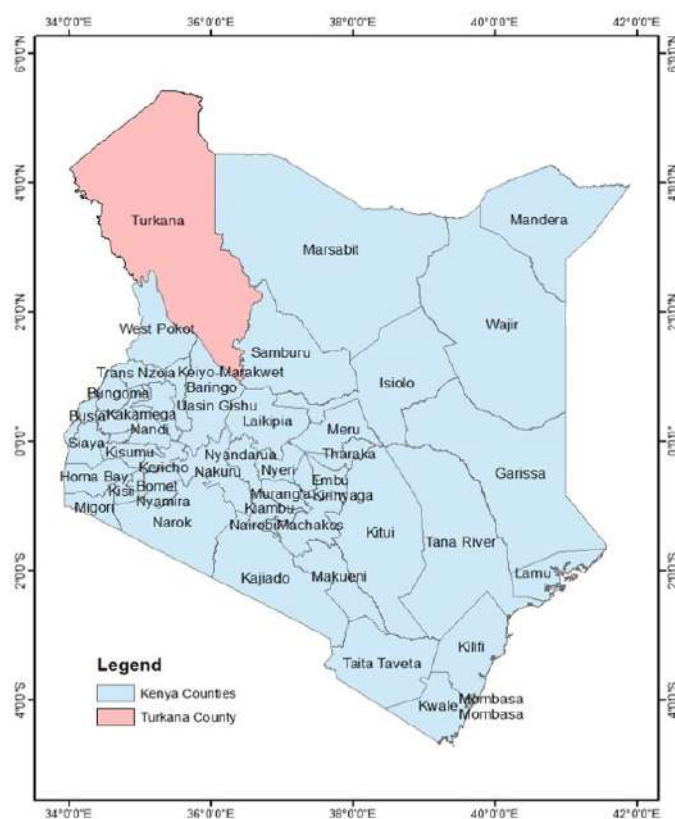 34°0'0"E 36°0'0"E 38°0'0"E 40°0'0"E 42°0'0"E
6°0'0"N 6°0'0"N
4°0'0"N 4°0'0"N
Mandera
Turkana
Marsabit
2°0'0"N 2°0'0"N
West Pokot
Wajir
Samburu
Trans Nzoia Keiyo-Marakwet
Isiolo
Baringo
Bungoma
Uasin Gishu
Busia Kakamega
Laikipia
Nandi
Meru
0°0'0" 0°0'0"
Siaya
Kisumu
Nyandarua
Tharaka
Kericho
Nakuru
Nyeri
Garissa
Homa Bay
Bomet
Embu
Kisii
Nyamira
Murang'a
Kirinyaga
Migori
Kiambu
Narok
Nairobi
Machakos
Kitui
Tana River
2°0'0"S 2°0'0"S
Kajiado
Makueni
Lamu
Kilifi
Taita Taveta
Legend
Kenya Counties
Turkana County
4°0'0"S 4°0'0"S
Kwale
Mombasa
Mombasa
34°0'0"E 36°0'0"E 38°0'0"E 40°0'0"E 42°0'0"E